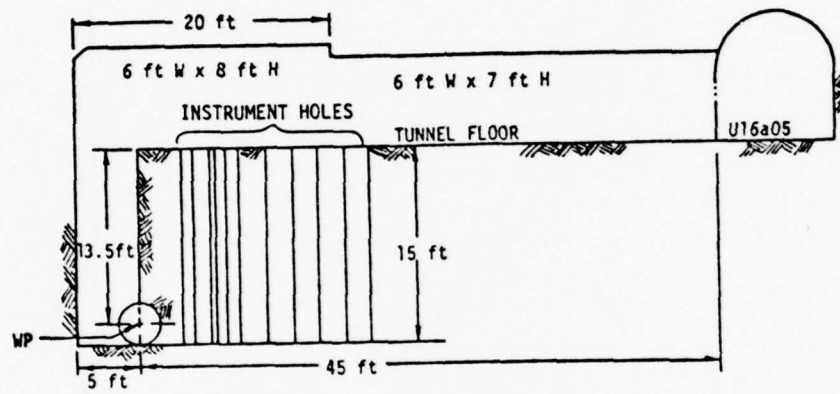 20 ft
6 ft W x 8 ft H
6 ft W x 7 ft H
INSTRUMENT HOLES
TUNNEL FLOOR
U16a05
13.5ft
15 ft
WP
5 ft
45 ft